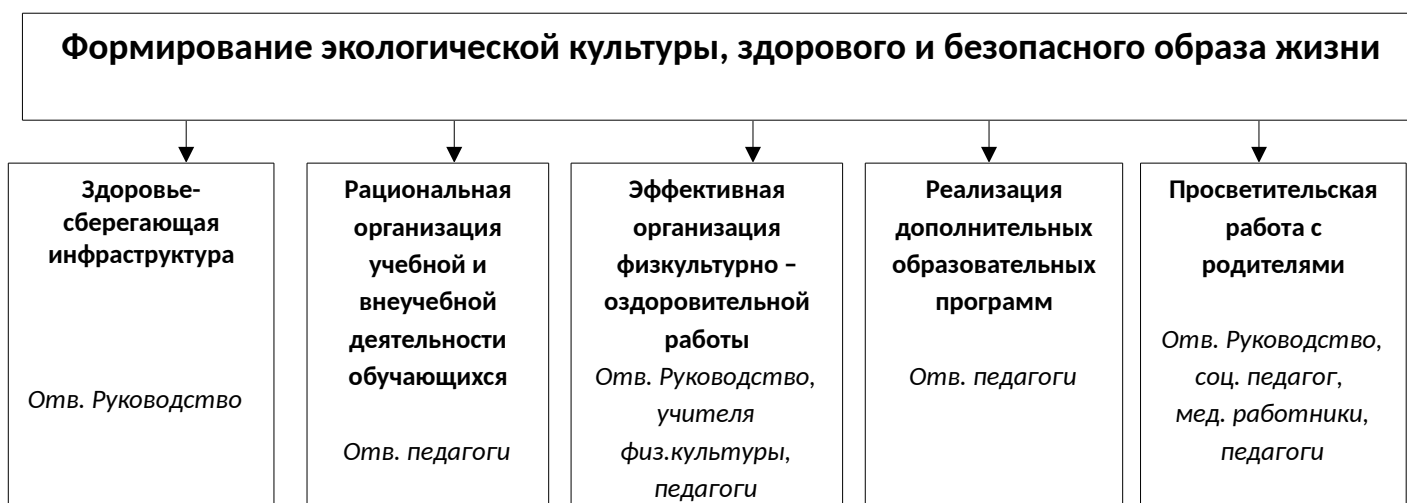 Формирование экологической культуры, здорового и безопасного образа жизни
Здоровье-
сберегающая
инфраструктура
Отв. Руководство
Рациональная
организация
учебной и
внеучебной
деятельности
обучающихся
Отв. педагоги
Эффективная
организация
физкультурно –
оздоровительной
работы
Отв. Руководство,
учителя
физ.культуры,
педагоги
Реализация
дополнительных
образовательных
программ
Отв. педагоги
Просветительская
работа с
родителями
Отв. Руководство,
соц. педагог,
мед. работники,
педагоги